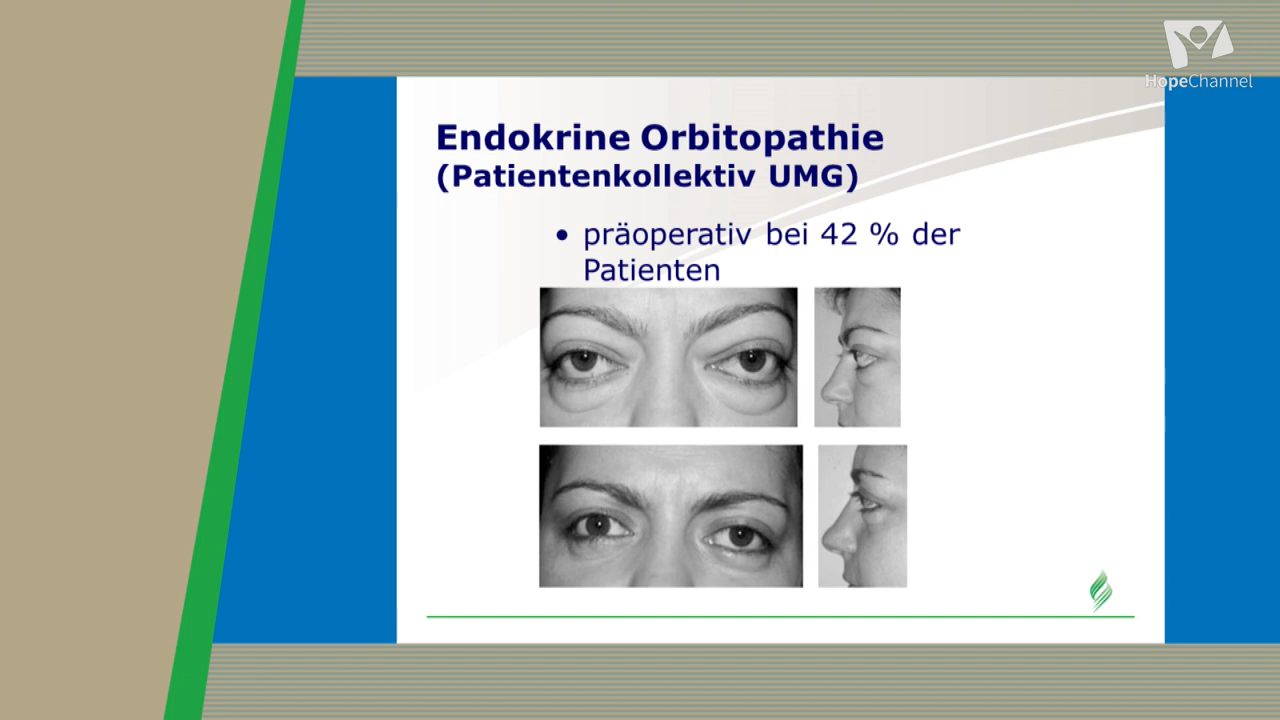 HopeChannel
Endokrine Orbitopathie
(Patientenkollektiv UMG)
• präoperativ bei 42 % der
Patienten